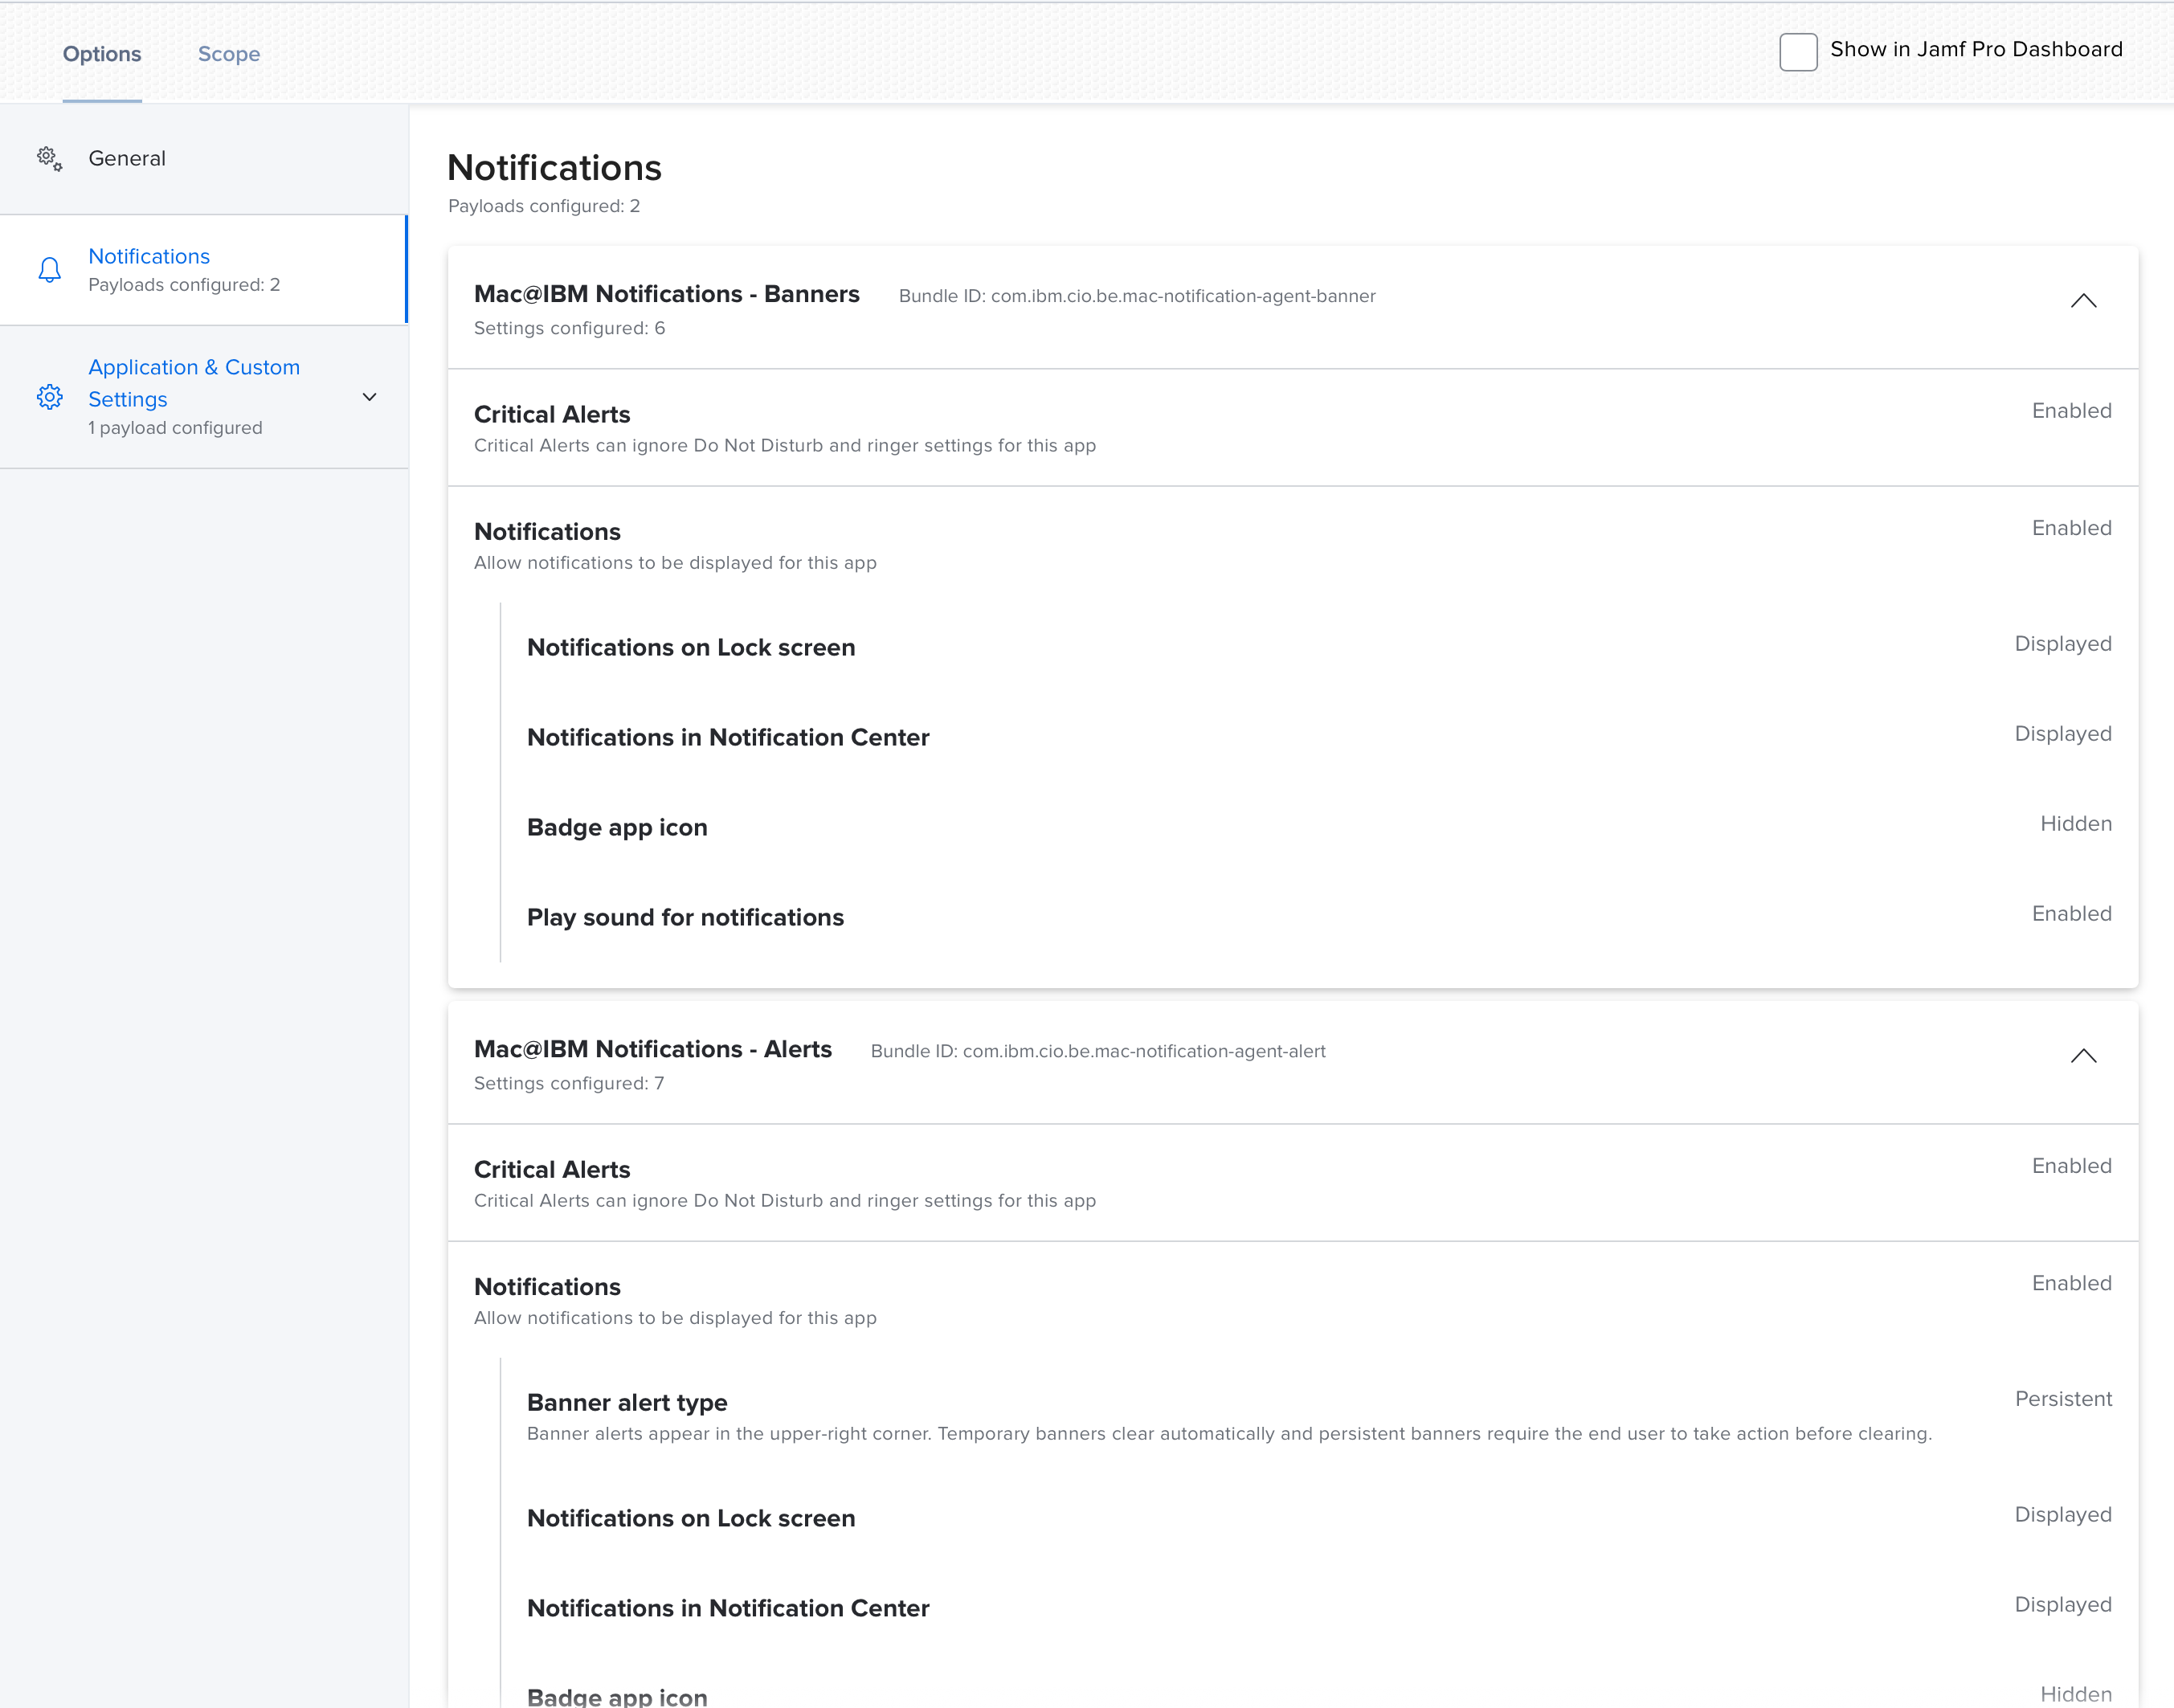 Options
Scope
Show in Jamf Pro Dashboard
General
Notifications
Payloads configured: 2
Application & Custom
Settings
1 payload configured
Notifications
Payloads configured: 2
Mac@IBM Notifications - Banners
Bundle ID: com.ibm.cio.be.mac-notification-agent-banner
Settings configured: 6
Critical Alerts
Enabled
Critical Alerts can ignore Do Not Disturb and ringer settings for this app
Notifications
Enabled
Allow notifications to be displayed for this app
Notifications on Lock screen
Displayed
Notifications in Notification Center
Displayed
Badge app icon
Hidden
Play sound for notifications
Enabled
Mac@IBM Notifications - Alerts
Bundle ID: com.ibm.cio.be.mac-notification-agent-alert
Settings configured: 7
Critical Alerts
Enabled
Critical Alerts can ignore Do Not Disturb and ringer settings for this app
Notifications
Enabled
Allow notifications to be displayed for this app
Banner alert type
Persistent
Banner alerts appear in the upper-right corner. Temporary banners clear automatically and persistent banners require the end user to take action before clearing.
Notifications on Lock screen
Displayed
Notifications in Notification Center
Displayed
Badge app icon
Hidden